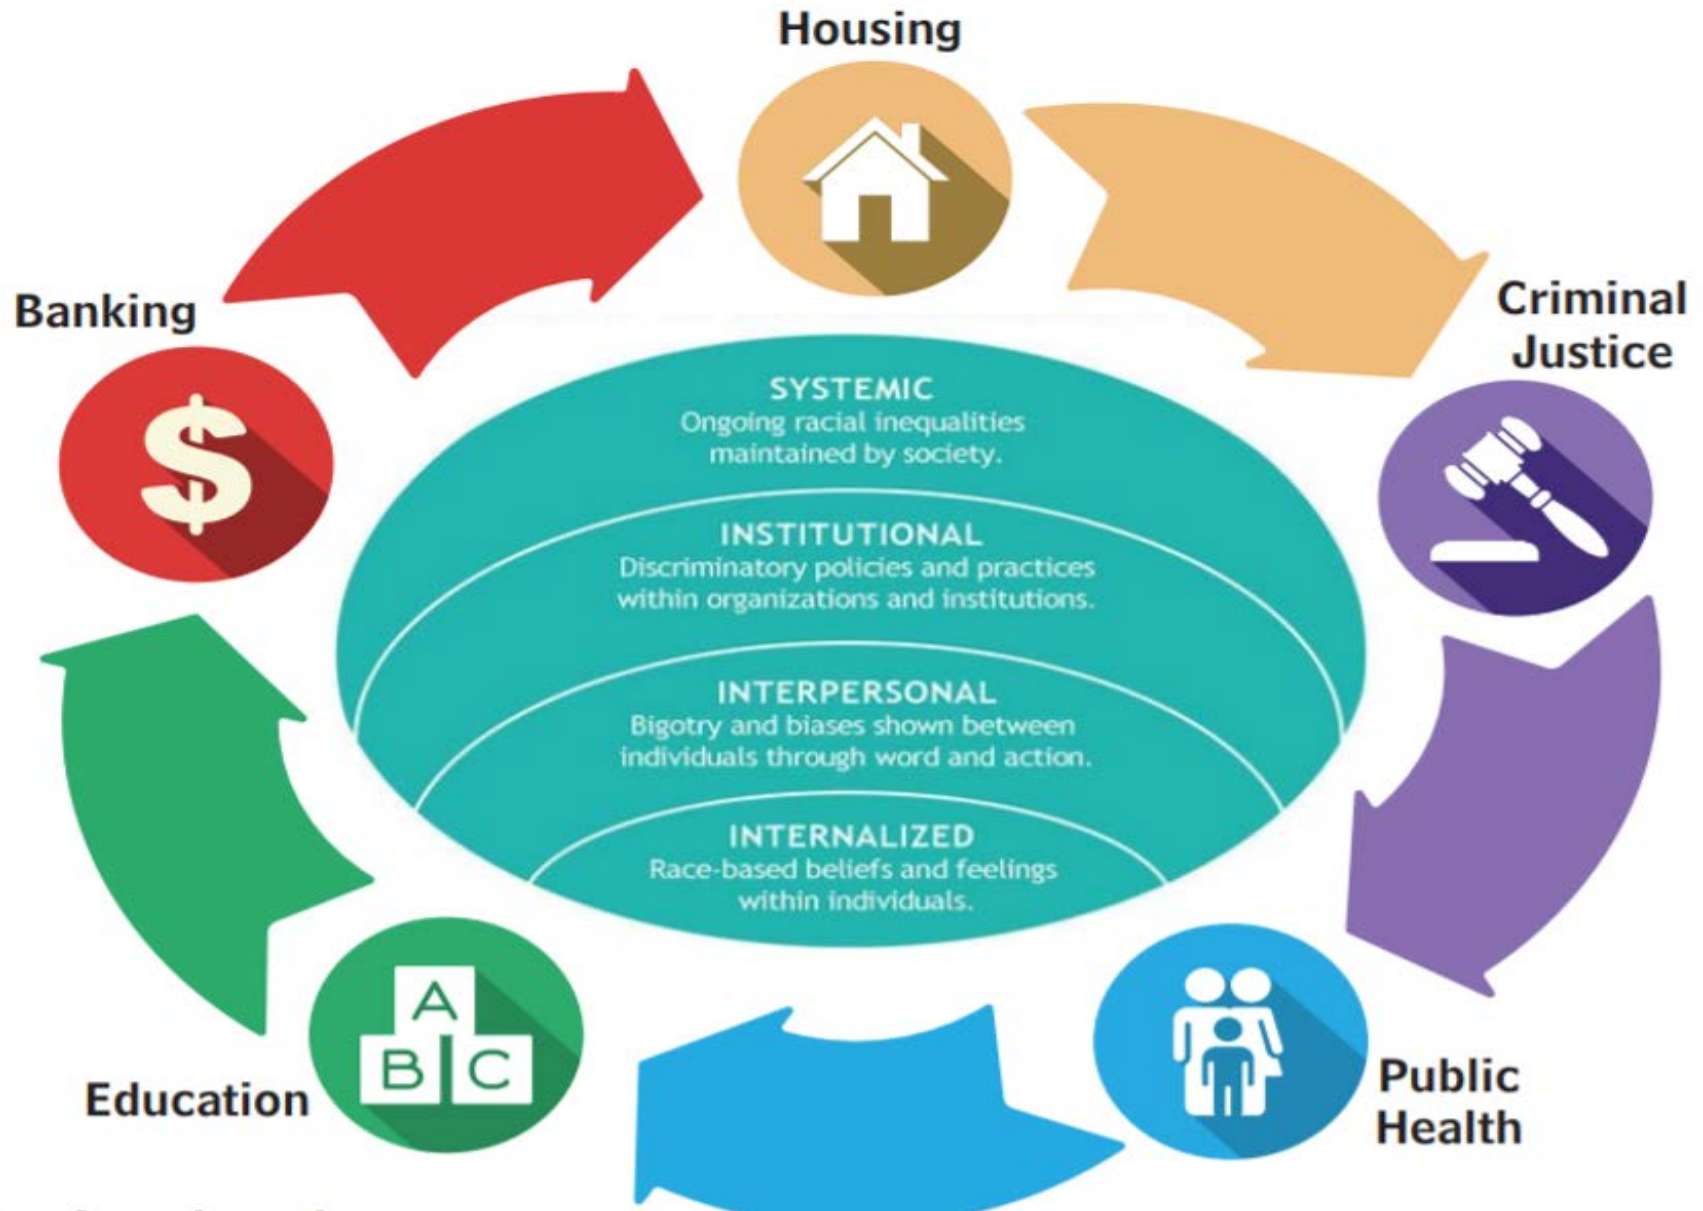 Housing
Banking
Criminal
Justice
SYSTEMIC
Ongoing racial inequalities
maintained by society.
INSTITUTIONAL
Discriminatory policies and practices
within organizations and institutions.
INTERPERSONAL
Bigotry and biases shown between
individuals through word and action.
INTERNALIZED
Race-based beliefs and feelings
within individuals.
A
B C
Education
Public
Health